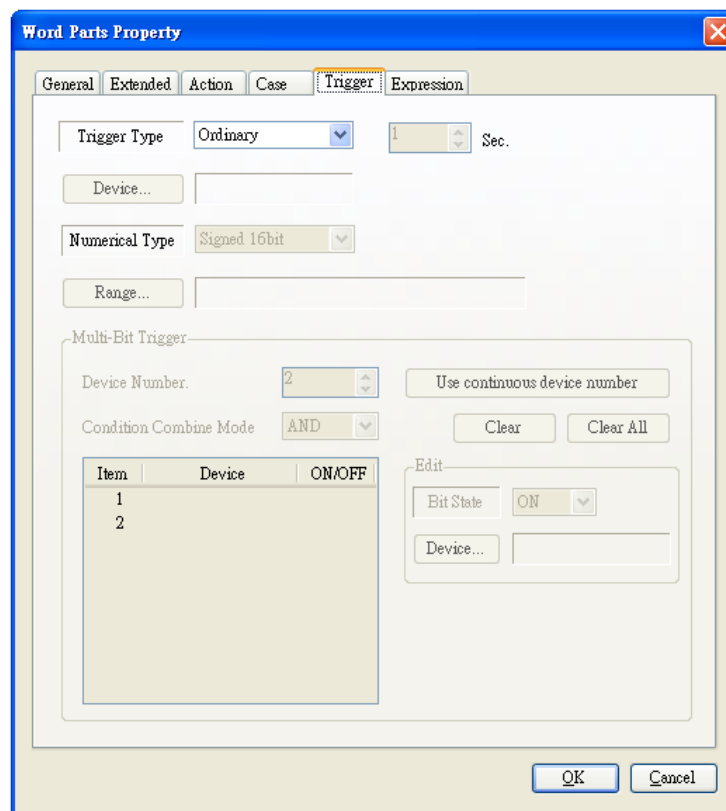 Word Parts Property
General Extended Action Case Trigger Expression
Trigger Type Ordinary 1 Sec.
Device...
Numerical Type Signed 16bit
Range...
Multi-Bit Trigger
Device Number. 2 Use continuous device number
Condition Combine Mode AND Clear Clear All
Item Device ON/OFF
1
2
Edit
Bit State ON
Device...
OK Cancel